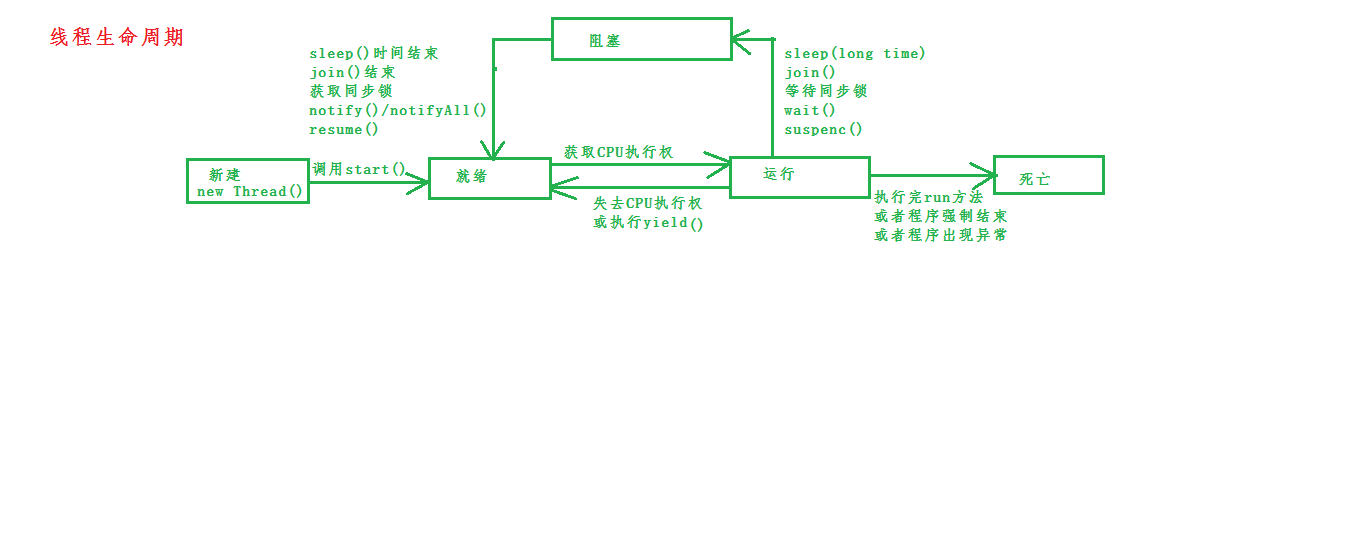 线程生命周期
阻塞
sleep()时间结束
join()结束
获取同步锁
notify()/notifyAll()
resume()
sleep(long time)
join()
等待同步锁
wait()
suspenc()
新建
new Thread()
调用start()
就绪
获取CPU执行权
失去CPU执行权
或执行yield()
运行
执行完run方法
或者程序强制结束
或者程序出现异常
死亡